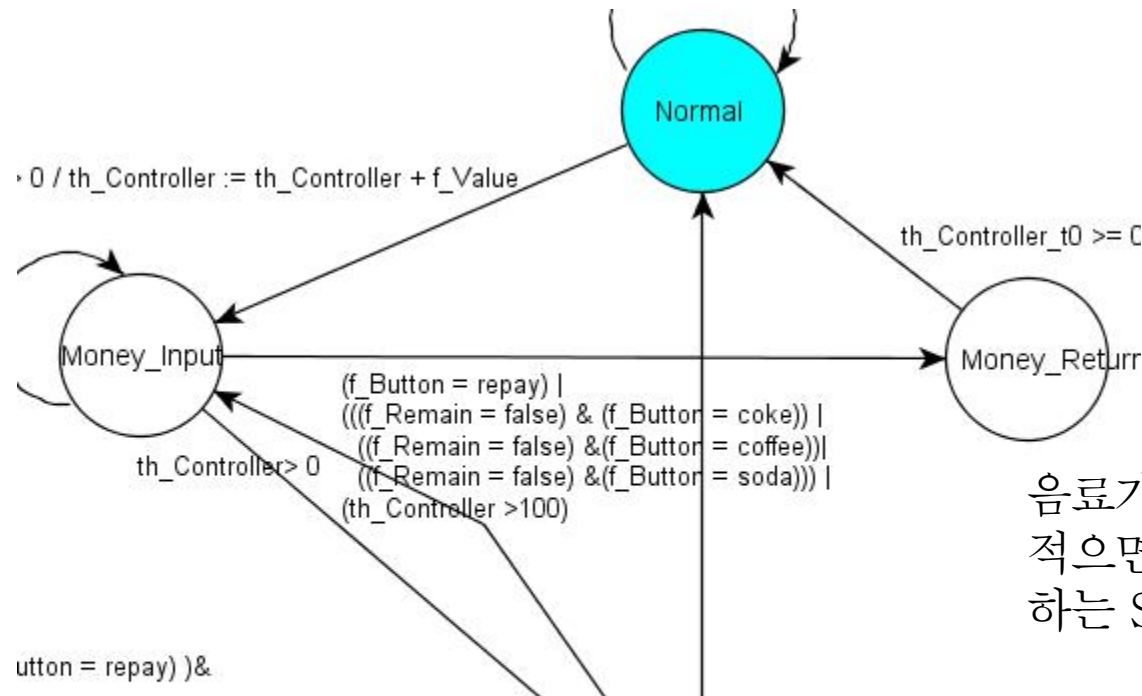 Normal
> 0 / th_Controller := th_Controller + f_Value
th_Controller_t0 >= 0
Money_Input
Money_Return
(f_Button = repay) |
(((f_Remain = false) & (f_Button = coke)) |
((f_Remain = false) &(f_Button = coffee))|
((f_Remain = false) &(f_Button = soda))) |
(th_Controller >100)
th_Controller> 0
음료가
적으면
하는 S
utton = repay) )&